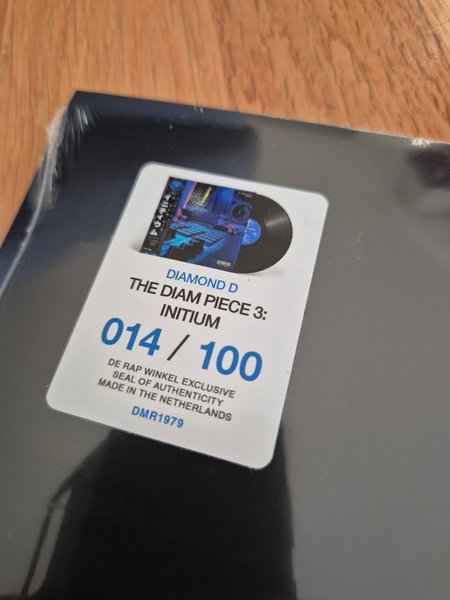 DIAMOND D
THE DIAM PIECE 3:
INITIUM
014 / 100
DE RAP WINKEL EXCLUSIVE
SEAL OF AUTHENTICITY
MADE IN THE NETHERLANDS
DMR1979